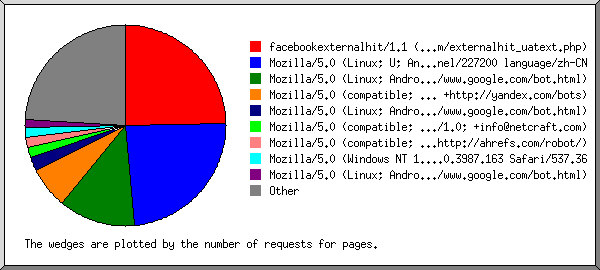 facebookexternalhit/1.1 (...m/externalhit_uatext.php)
Mozilla/5.0 (Linux; U; An...nel/227200 language/zh-CN
Mozilla/5.0 (Linux; Andro.../www.google.com/bot.html)
Mozilla/5.0 (compatible; ... +http://yandex.com/bots)
Mozilla/5.0 (Linux; Andro.../www.google.com/bot.html)
Mozilla/5.0 (compatible; .../1.0; +info@netcraft.com)
Mozilla/5.0 (compatible; ...http://ahrefs.com/robot/)
Mozilla/5.0 (Windows NT 1....0.3987.163 Safari/537.36
Mozilla/5.0 (Linux; Andro.../www.google.com/bot.html)
Other
The wedges are plotted by the number of requests for pages.